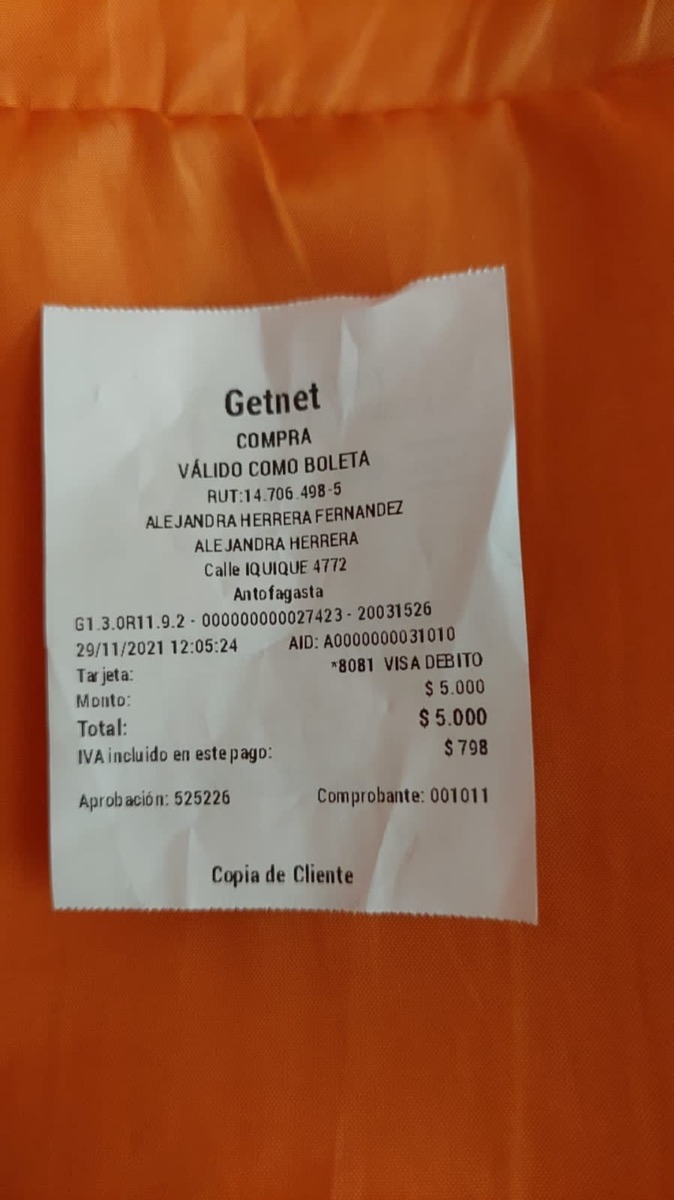 Getnet
COMPRA
VÁLIDO COMO BOLETA
RUT:14.706.498-5
ALEJANDRA HERRERA FERNANDEZ
ALEJANDRA HERRERA
Calle IQUIQUE 4772
Antofagasta
G1.3.0R11.9.2 - 000000000027423 - 20031526
29/11/2021 12:05:24 AID: A0000000031010
Tarjeta: *8081 VISA DEBITO
Monto: $ 5.000
Total: $ 5.000
IVA incluido en este pago: $ 798
Aprobación: 525226 Comprobante: 001011
Copia de Cliente